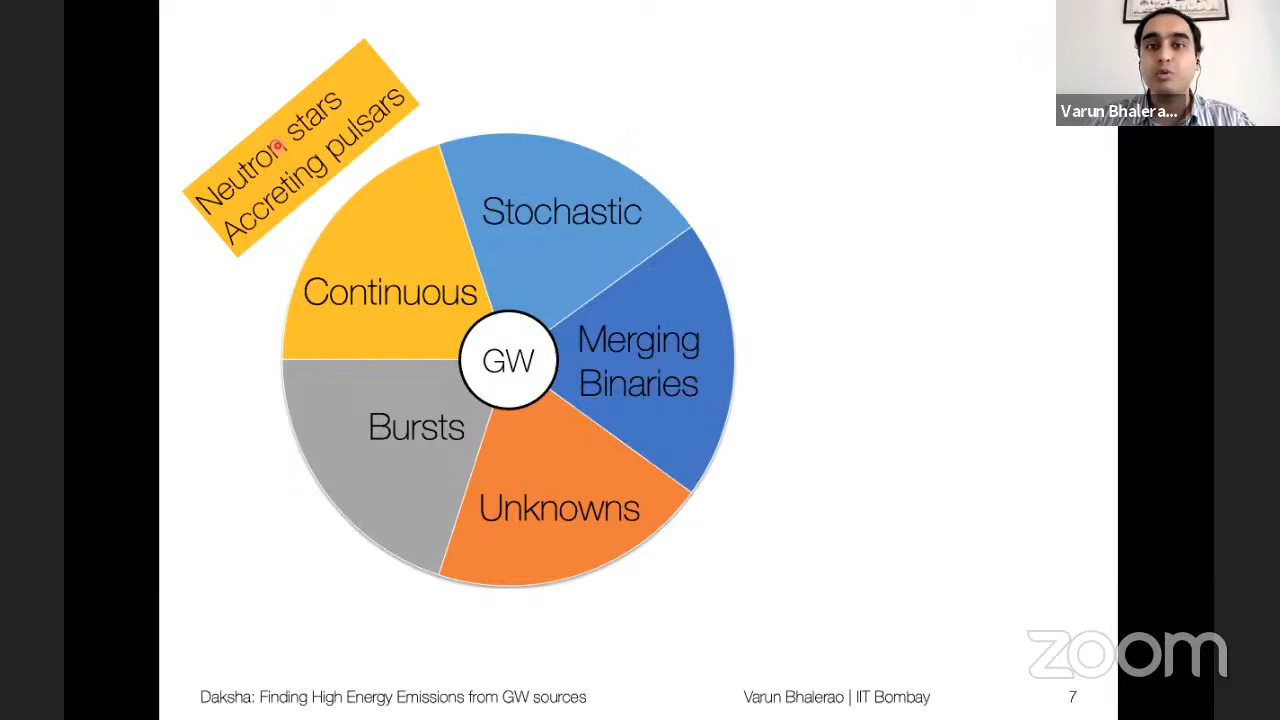 Neutron stars
Accreting pulsars
Stochastic
Continuous
GW
Merging
Binaries
Bursts
Unknowns
Varun Bhalera...
zoom
Daksha: Finding High Energy Emissions from GW sources
Varun Bhalerao | IIT Bombay
7